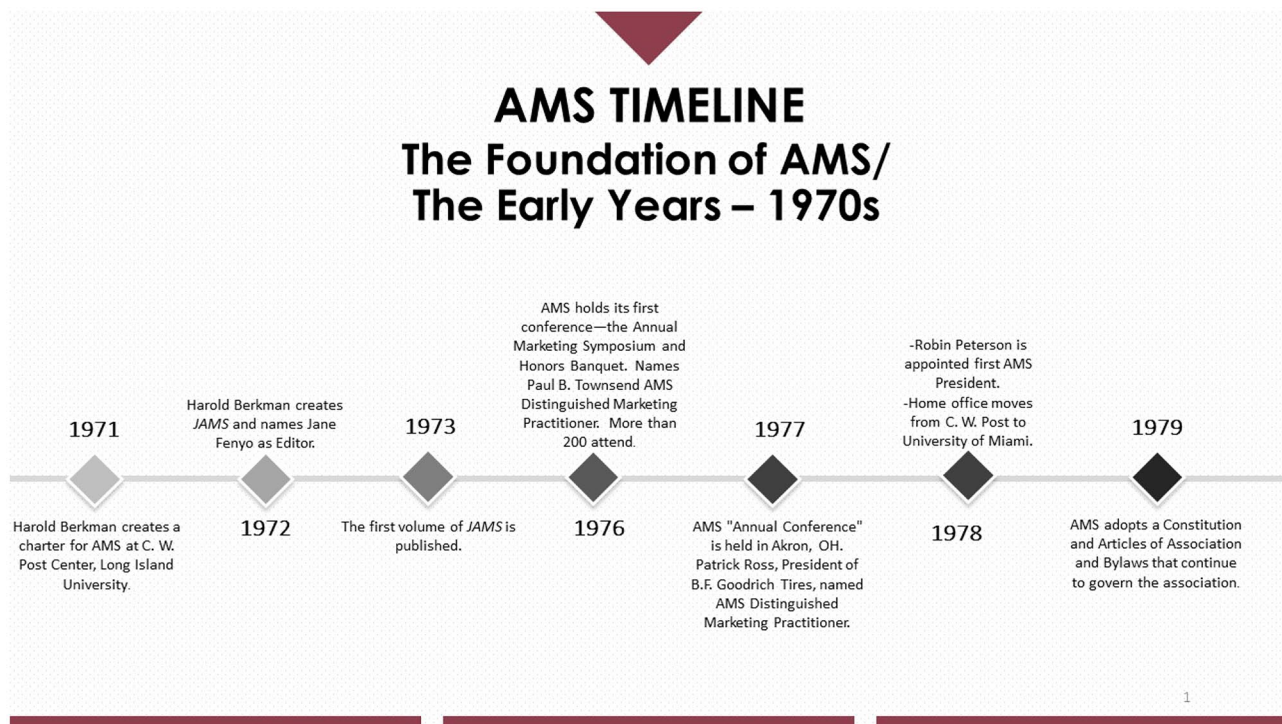 AMS TIMELINE
The Foundation of AMS/
The Early Years – 1970s
1971
Harold Berkman creates a
charter for AMS at C. W.
Post Center, Long Island
University.
Harold Berkman creates
JAMS and names Jane
Fenyo as Editor.
1972
1973
The first volume of JAMS is
published.
AMS holds its first
conference—the Annual
Marketing Symposium and
Honors Banquet. Names
Paul B. Townsend AMS
Distinguished Marketing
Practitioner. More than
200 attend.
1976
1977
AMS "Annual Conference"
is held in Akron, OH.
Patrick Ross, President of
B.F. Goodrich Tires, named
AMS Distinguished
Marketing Practitioner.
-Robin Peterson is
appointed first AMS
President.
-Home office moves
from C. W. Post to
University of Miami.
1978
1979
AMS adopts a Constitution
and Articles of Association
and Bylaws that continue
to govern the association.
1